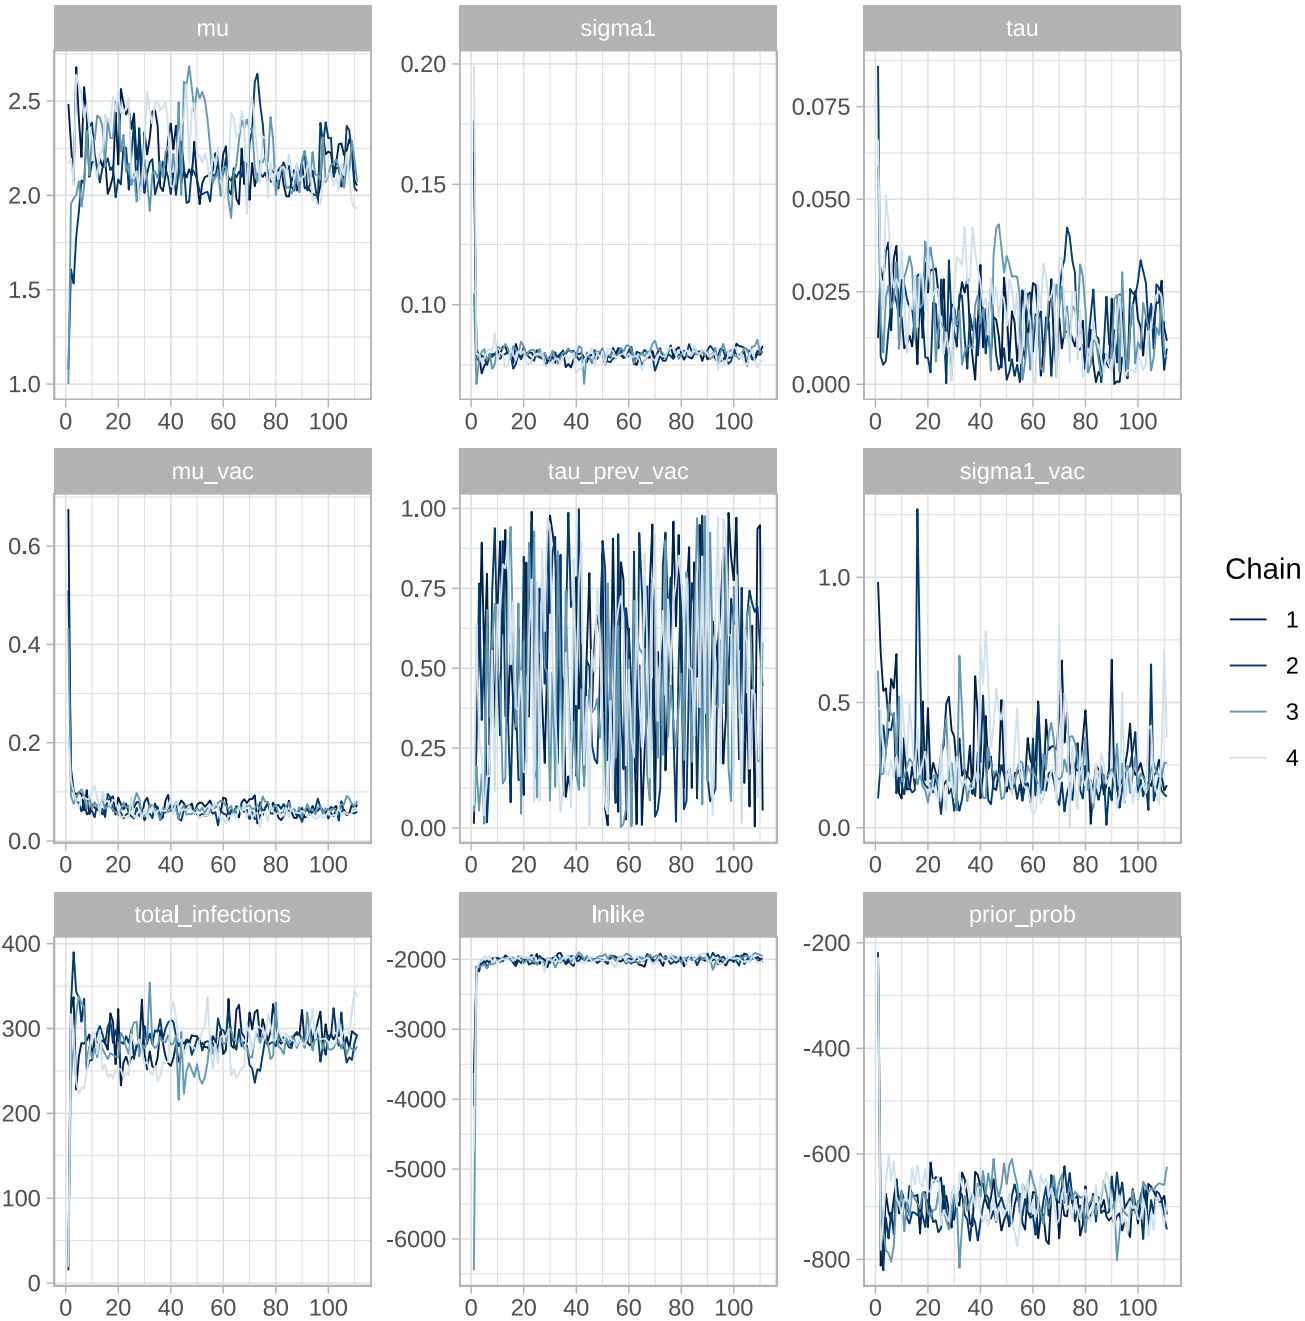 mu
sigma1
tau
2.5
2.0
1.5
1.0
0 20 40 60 80 100
0.20
0.15
0.10
0 20 40 60 80 100
0.075
0.050
0.025
0.000
0 20 40 60 80 100
mu_vac
tau_prev_vac
sigma1_vac
0.6
0.4
0.2
0.0
0 20 40 60 80 100
1.00
0.75
0.50
0.25
0.00
0 20 40 60 80 100
1.0
0.5
0.0
0 20 40 60 80 100
Chain
1
2
3
4
total_infections
lnlike
prior_prob
400
300
200
100
0
0 20 40 60 80 100
-2000
-3000
-4000
-5000
-6000
0 20 40 60 80 100
-200
-400
-600
-800
0 20 40 60 80 100